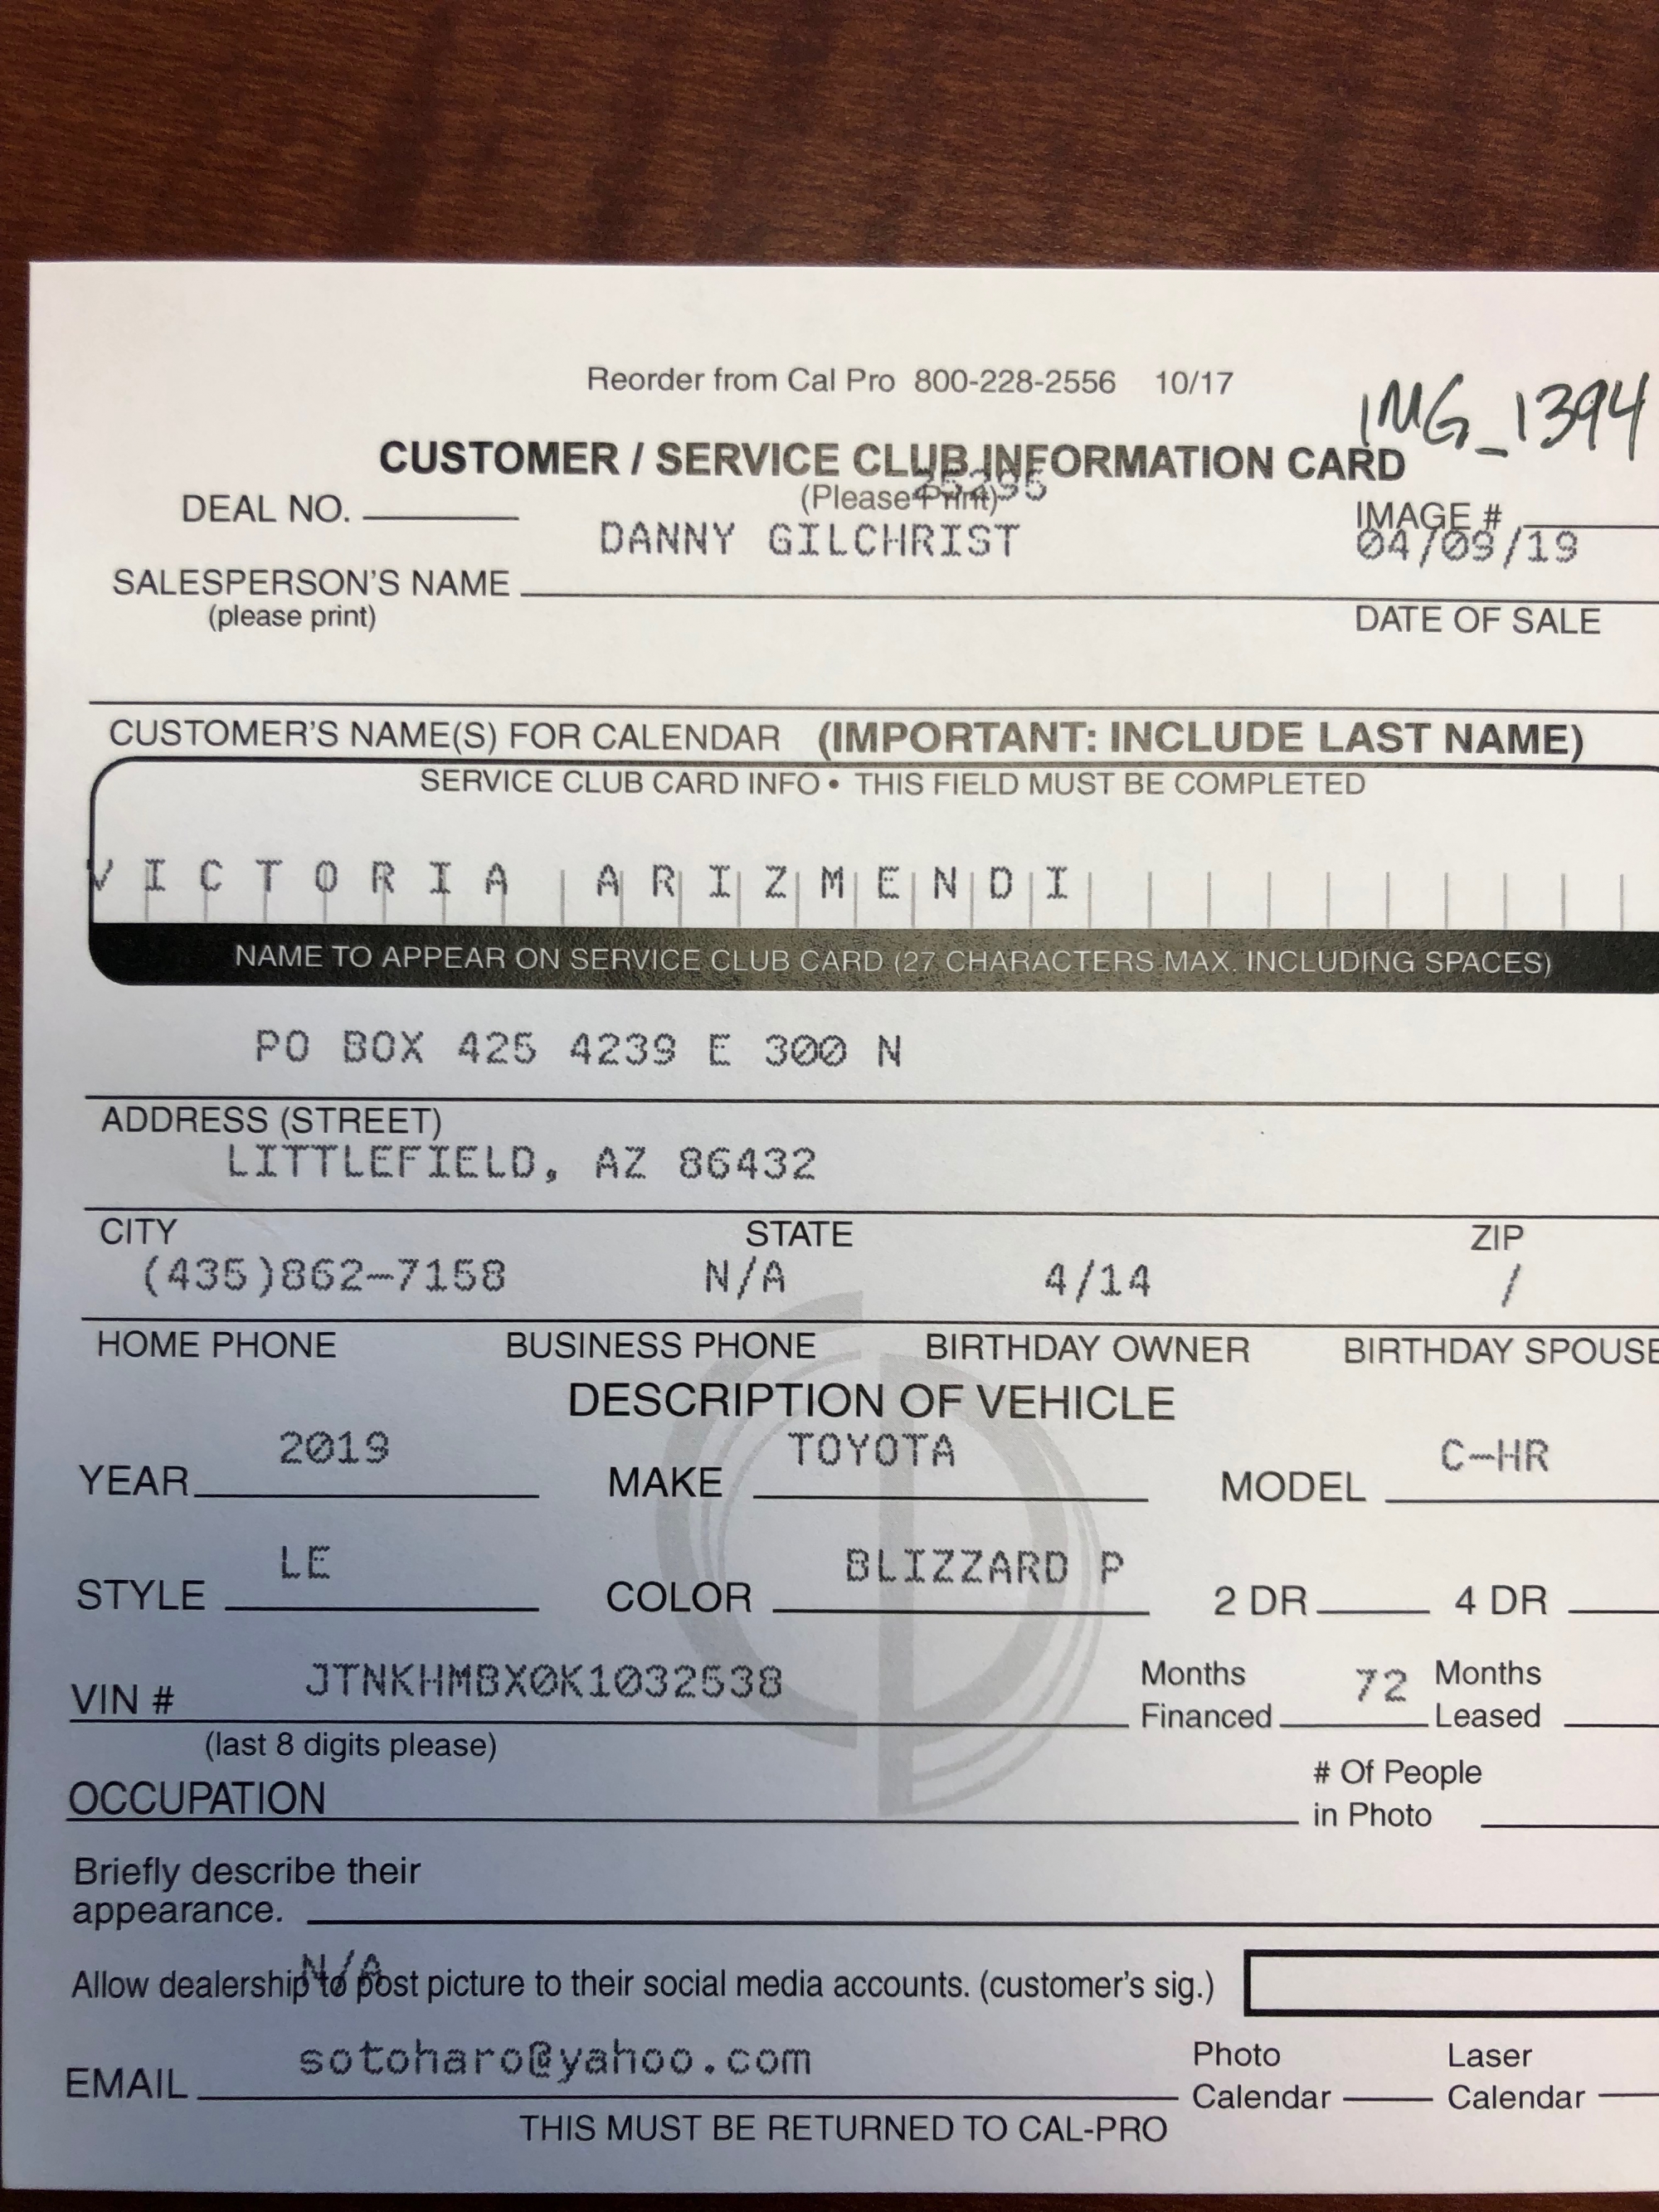 Reorder from Cal Pro 800-228-2556 10/17
IMG_1394
CUSTOMER / SERVICE CLUB INFORMATION CARD
(Please Print)
DEAL NO. IMAGE #
DANNY GILCHRIST 04/09/19
SALESPERSON'S NAME
(please print) DATE OF SALE
CUSTOMER'S NAME(S) FOR CALENDAR (IMPORTANT: INCLUDE LAST NAME)
SERVICE CLUB CARD INFO • THIS FIELD MUST BE COMPLETED
VICTORIA ARIZMENDI
NAME TO APPEAR ON SERVICE CLUB CARD (27 CHARACTERS MAX. INCLUDING SPACES)
PO BOX 425 4239 E 300 N
ADDRESS (STREET)
LITTLEFIELD, AZ 86432
CITY STATE ZIP
(435)862-7158 N/A 4/14 /
HOME PHONE BUSINESS PHONE BIRTHDAY OWNER BIRTHDAY SPOUSE
DESCRIPTION OF VEHICLE
2019 TOYOTA C-HR
YEAR MAKE MODEL
LE BLIZZARD P
STYLE COLOR 2 DR 4 DR
JTNKHMBX0K1032538 Months 72 Months
VIN # Financed Leased
(last 8 digits please)
OCCUPATION # Of People
in Photo
Briefly describe their
appearance.
N/A
Allow dealership to post picture to their social media accounts. (customer's sig.)
sotoharo@yahoo.com Photo Laser
EMAIL Calendar Calendar
THIS MUST BE RETURNED TO CAL-PRO